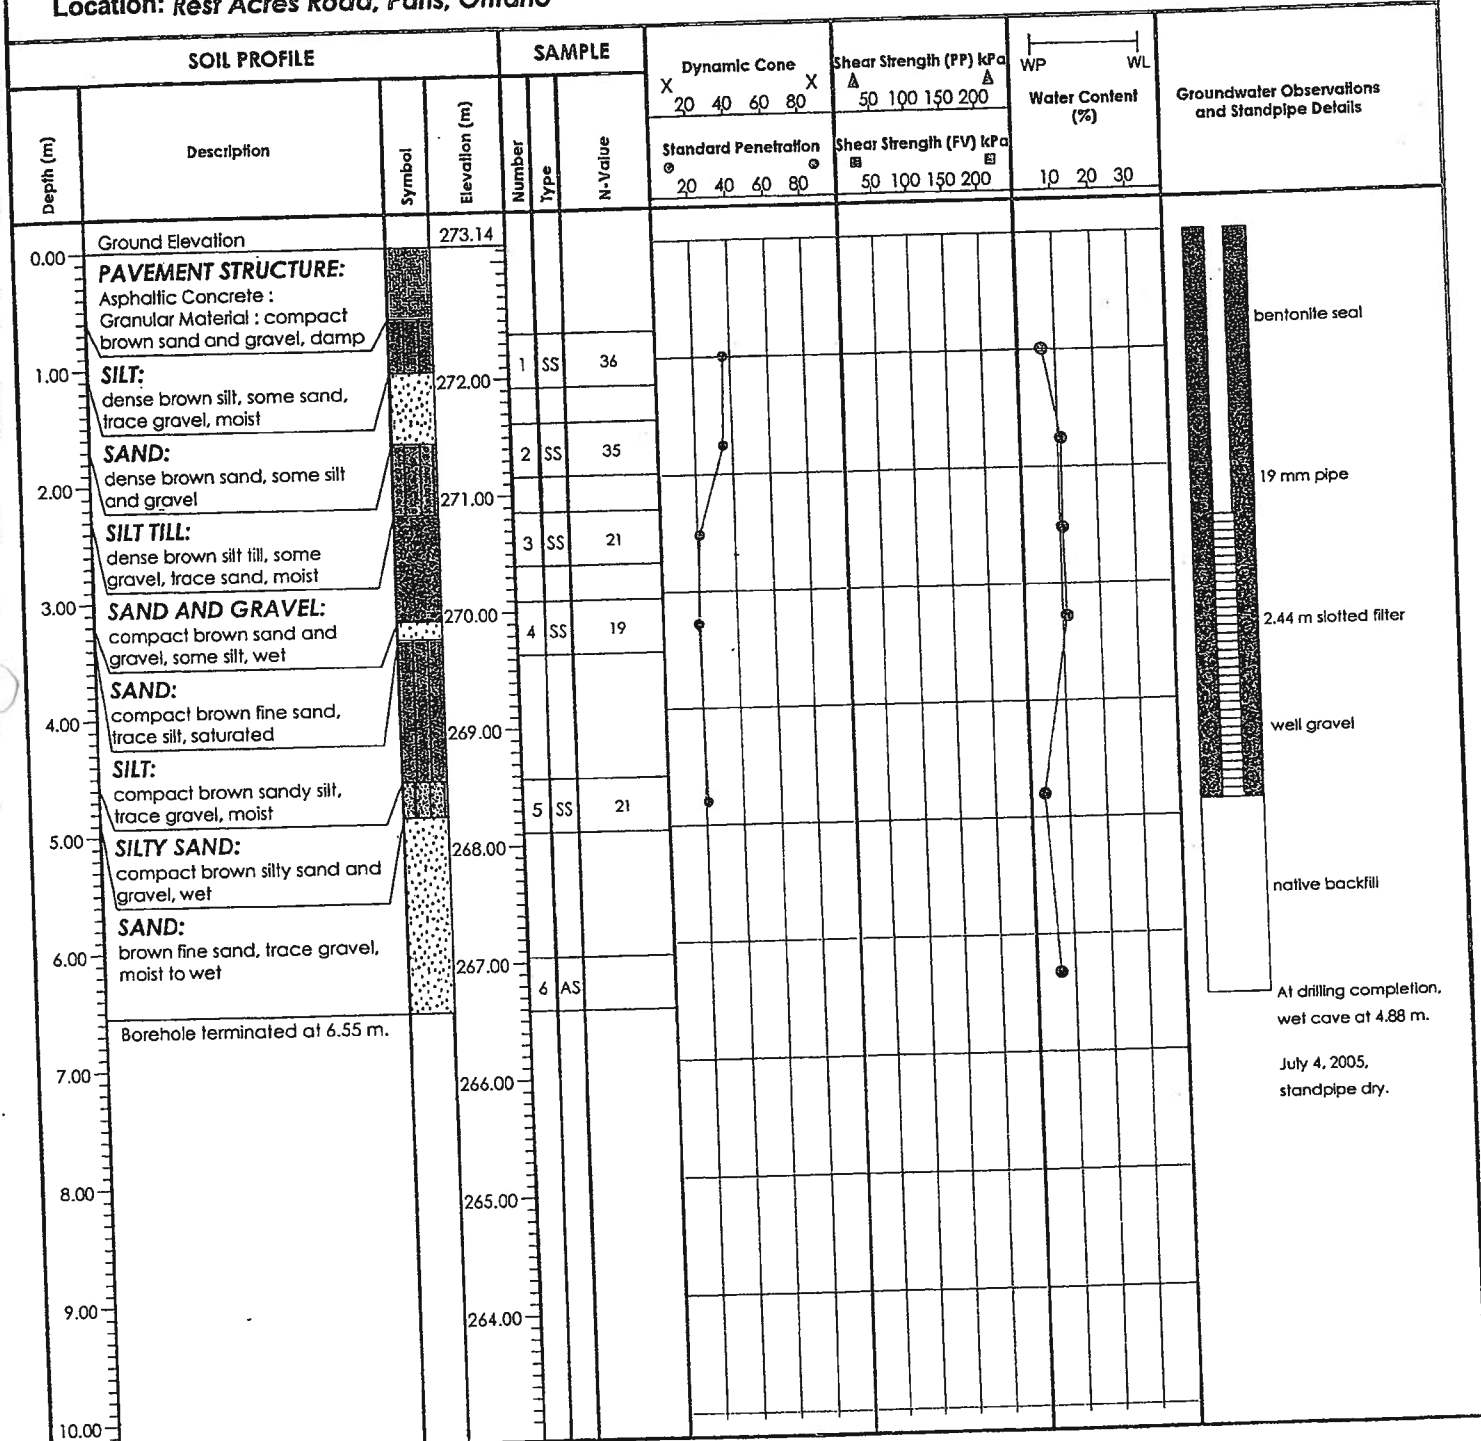 Location: Rest Acres Road, Paris, Ontario
SOIL PROFILE
SAMPLE
Depth (m)
Description
Symbol
Elevation (m)
Number
Type
N-Value
Dynamic Cone
X X
20 40 60 80
Standard Penetration
20 40 60 80
Shear Strength (PP) kPa
50 100 150 200
Shear Strength (FV) kPa
50 100 150 200
WP WL
Water Content
(%)
10 20 30
Groundwater Observations
and Standpipe Details
Ground Elevation
273.14
0.00
PAVEMENT STRUCTURE:
Asphaltic Concrete :
Granular Material : compact
brown sand and gravel, damp
1.00
SILT:
dense brown silt, some sand,
trace gravel, moist
SAND:
dense brown sand, some silt
and gravel
2.00
SILT TILL:
dense brown silt till, some
gravel, trace sand, moist
3.00
SAND AND GRAVEL:
compact brown sand and
gravel, some silt, wet
SAND:
compact brown fine sand,
trace silt, saturated
4.00
SILT:
compact brown sandy silt,
trace gravel, moist
5.00
SILTY SAND:
compact brown silty sand and
gravel, wet
SAND:
brown fine sand, trace gravel,
moist to wet
6.00
Borehole terminated at 6.55 m.
7.00
8.00
9.00
10.00
272.00
271.00
270.00
269.00
268.00
267.00
266.00
265.00
264.00
1 SS 36
2 SS 35
3 SS 21
4 SS 19
5 SS 21
6 AS
bentonite seal
19 mm pipe
2.44 m slotted filter
well gravel
native backfill
At drilling completion,
wet cave at 4.88 m.
July 4, 2005,
standpipe dry.